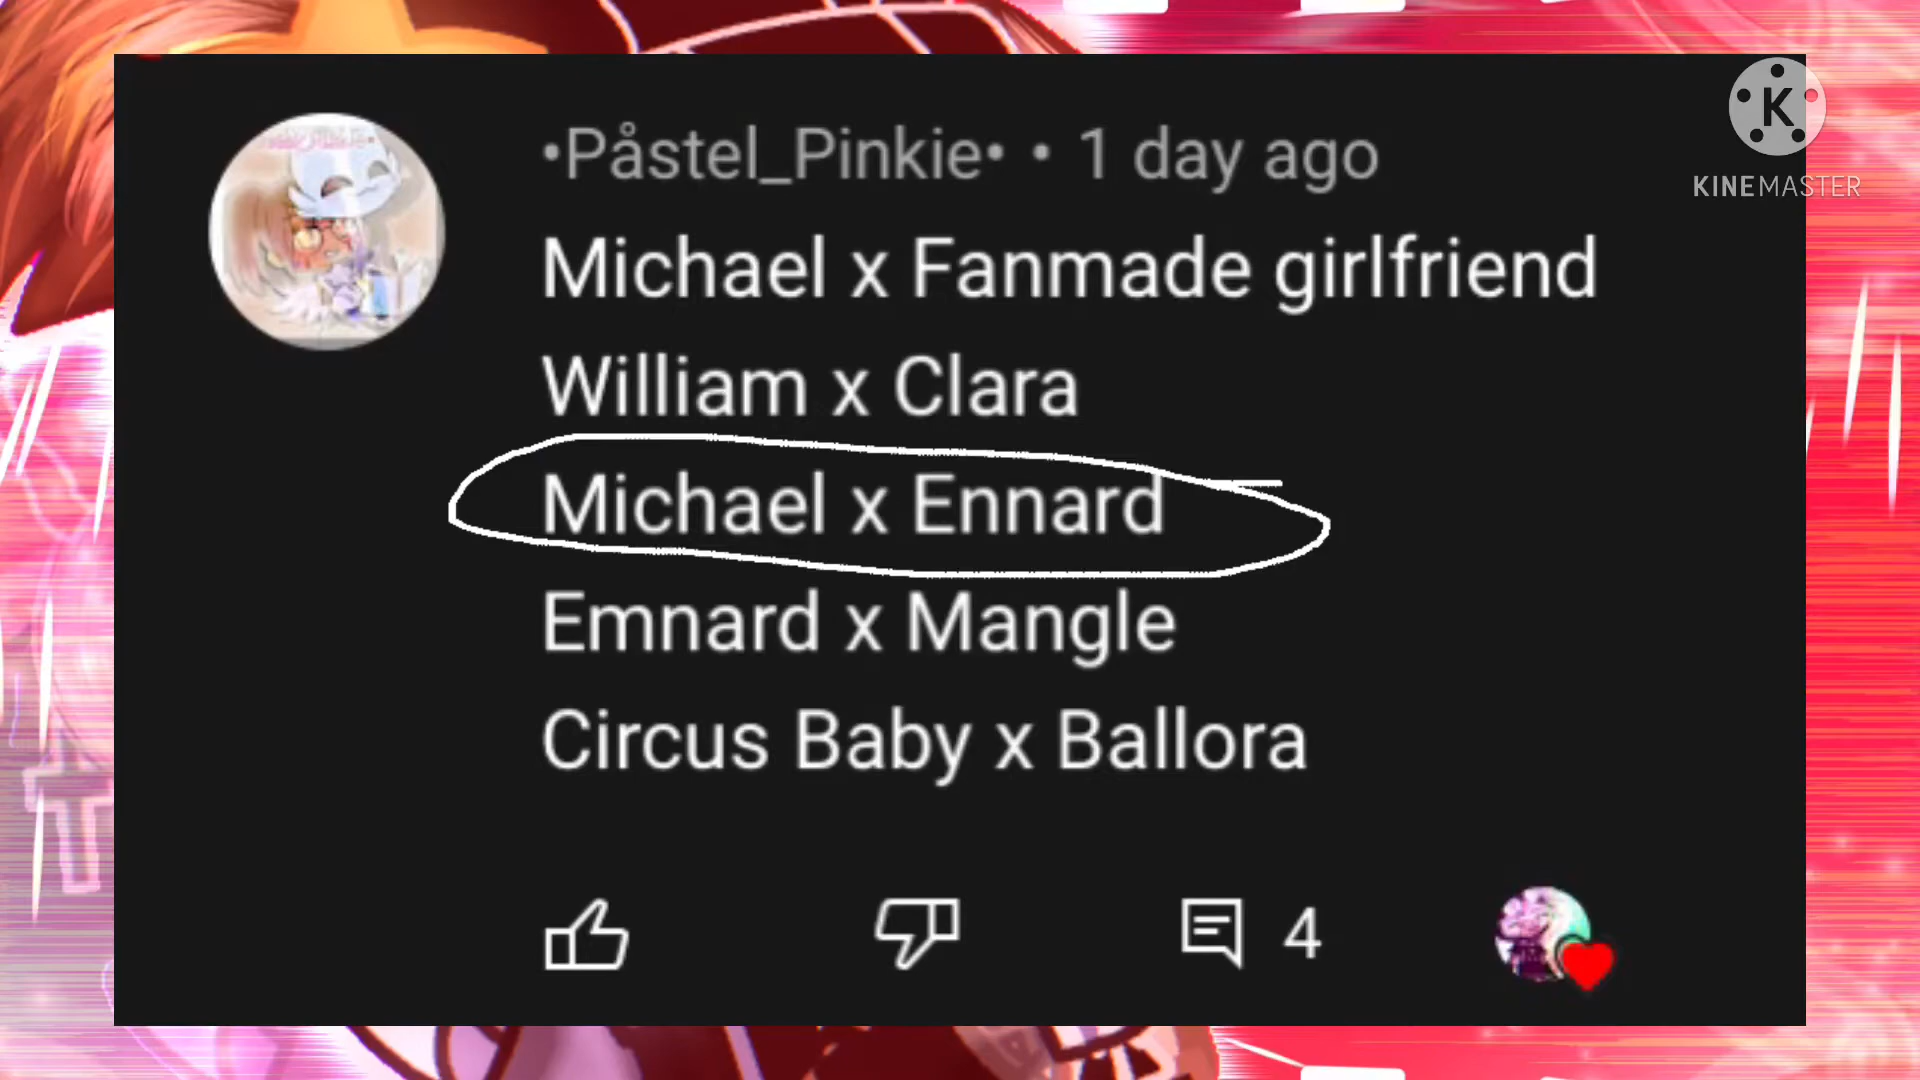 •Påstel_Pinkie• • 1 day ago
K
KINEMASTER
Michael x Fanmade girlfriend
William x Clara
Michael x Ennard
Emnard x Mangle
Circus Baby x Ballora
4